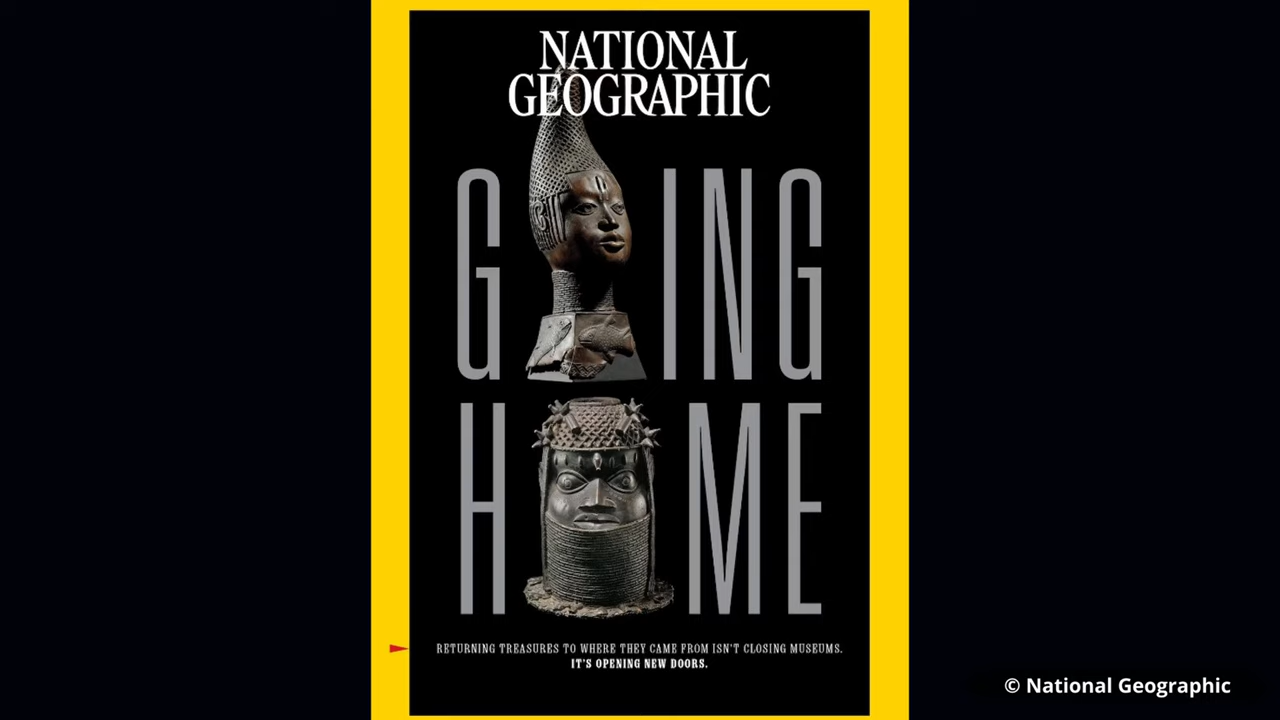 NATIONAL
GEOGRAPHIC
G ING
H ME
RETURNING TREASURES TO WHERE THEY CAME FROM ISN'T CLOSING MUSEUMS.
IT'S OPENING NEW DOORS.
© National Geographic